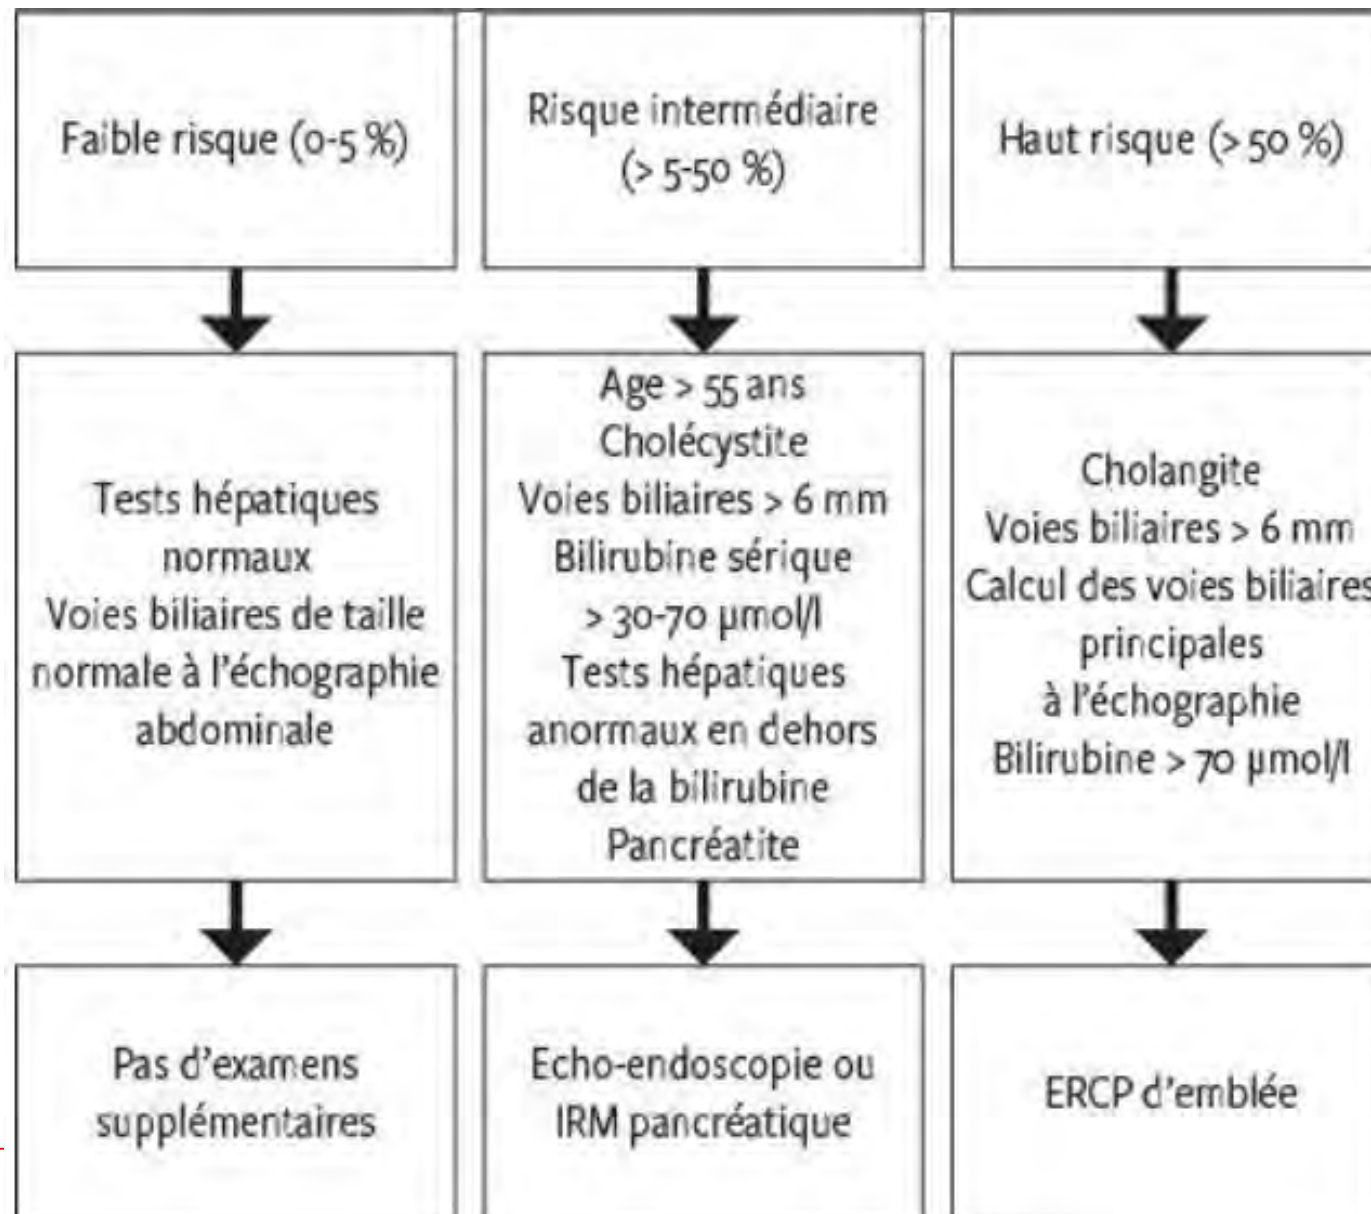 Faible risque (0-5 %)
Risque intermédiaire
(> 5-50 %)
Haut risque (> 50 %)
Tests hépatiques
normaux
Voies biliaires de taille
normale à l'échographie
abdominale
Age > 55 ans
Cholécystite
Voies biliaires > 6 mm
Bilirubine sérique
> 30-70 µmol/l
Tests hépatiques
anormaux en dehors
de la bilirubine
Pancréatite
Cholangite
Voies biliaires > 6 mm
Calcul des voies biliaires
principales
à l'échographie
Bilirubine > 70 µmol/l
Pas d'examens
supplémentaires
Echo-endoscopie ou
IRM pancréatique
ERCP d'emblée